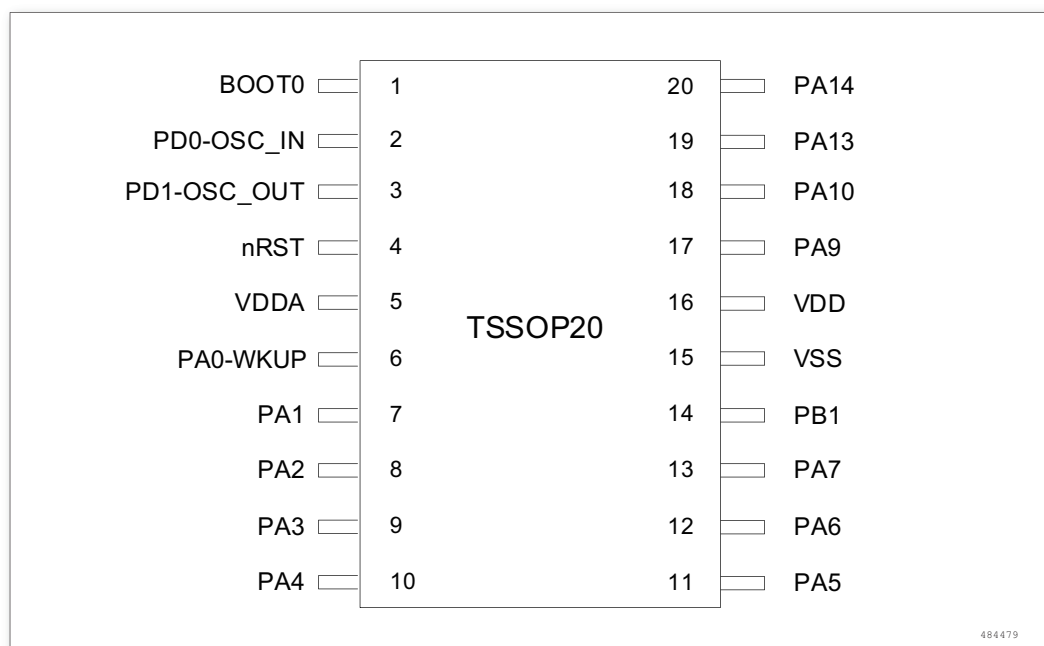 BOOT0 1 20 PA14
PD0-OSC_IN 2 19 PA13
PD1-OSC_OUT 3 18 PA10
nRST 4 17 PA9
VDDA 5 16 VDD
TSSOP20
PA0-WKUP 6 15 VSS
PA1 7 14 PB1
PA2 8 13 PA7
PA3 9 12 PA6
PA4 10 11 PA5
484479